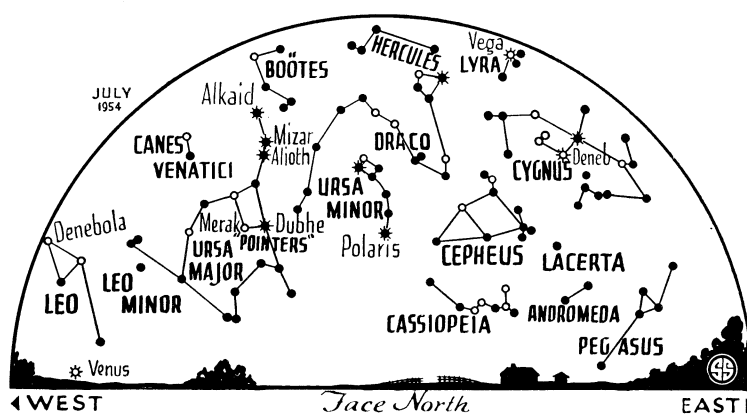 HERCULES
Vega
LYRA
BOÖTES
JULY
1954
Alkaid
Mizar
Alioth
CANES
VENATICI
DRACO
CYGNUS
Deneb
URSA
MINOR
Denebola
Merak
Dubhe
"POINTERS"
URSA
MAJOR
Polaris
CEPHEUS
LACERTA
LEO
LEO
MINOR
CASSIOPEIA
ANDROMEDA
PEGASUS
Venus
WEST
Face North
EAST